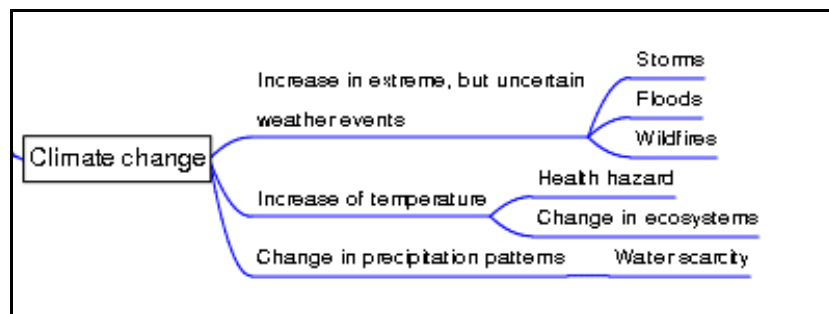 Climate change
Increase in extreme, but uncertain
weather events
Storms
Floods
Wildfires
Increase of temperature
Health hazard
Change in ecosystems
Change in precipitation patterns
Water scarcity